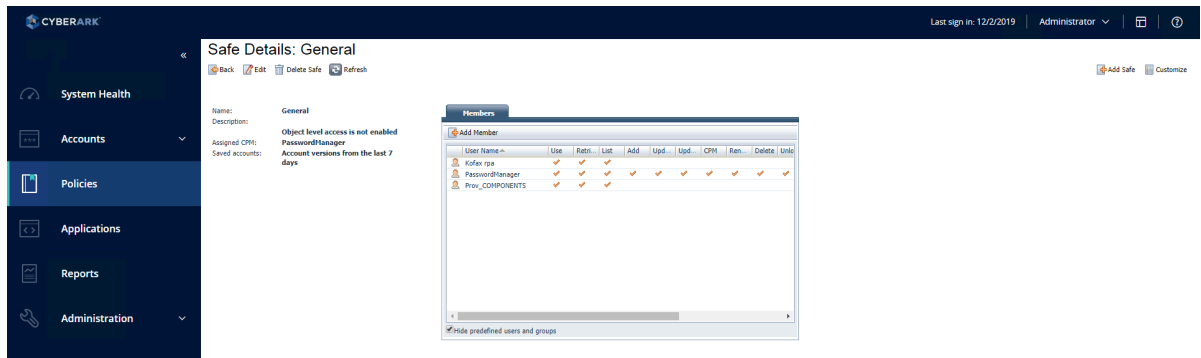 CYBERARK
Last sign in: 12/2/2019 Administrator
Safe Details: General
Back Edit Delete Safe Refresh
Add Safe Customize
System Health
Accounts
Policies
Applications
Reports
Administration
Name: General
Description:
Object level access is not enabled
Assigned CPM: PasswordManager
Saved accounts: Account versions from the last 7
days
Members
Add Member
User Name Use Retri... List Add Upd... Upd... CPM Ren... Delete Unlo
Kofax rpa
PasswordManager
Prov_COMPONENTS
Hide predefined users and groups